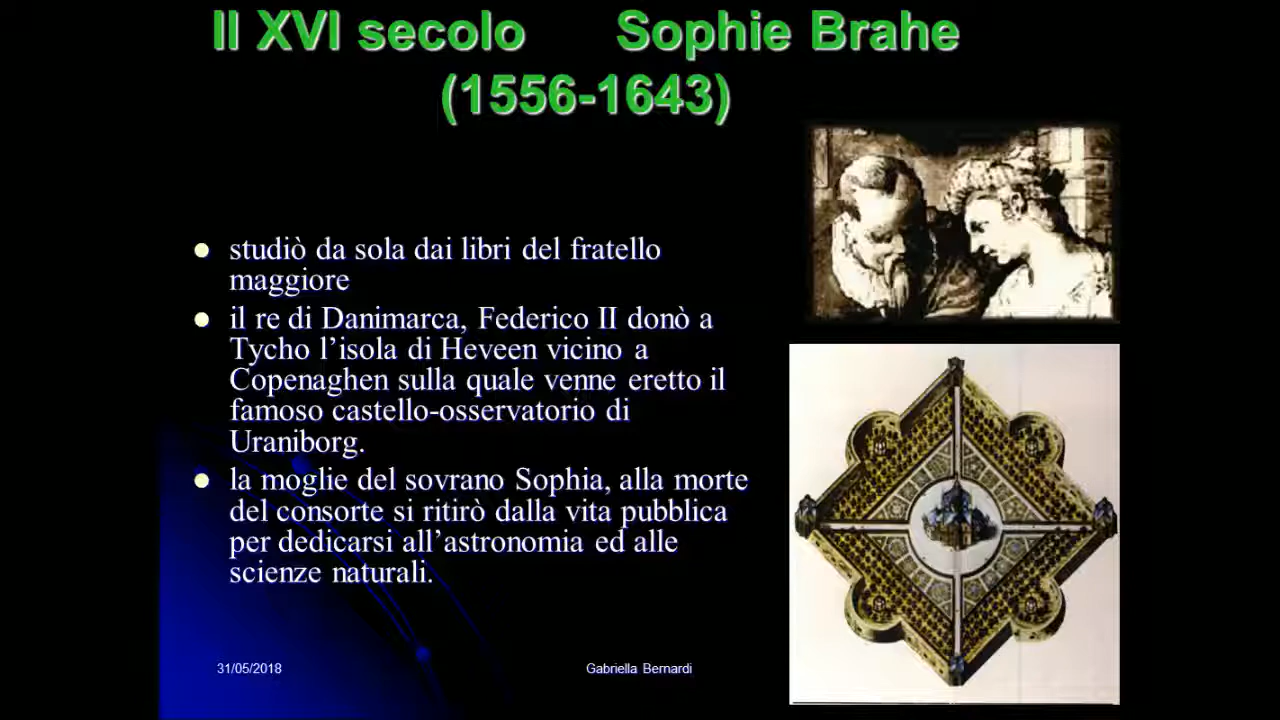 Il XVI secolo Sophie Brahe
(1556-1643)
studiò da sola dai libri del fratello
maggiore
il re di Danimarca, Federico II donò a
Tycho l’isola di Heveen vicino a
Copenaghen sulla quale venne eretto il
famoso castello-osservatorio di
Uraniborg.
la moglie del sovrano Sophia, alla morte
del consorte si ritirò dalla vita pubblica
per dedicarsi all’astronomia ed alle
scienze naturali.
31/05/2018
Gabriella Bernardi